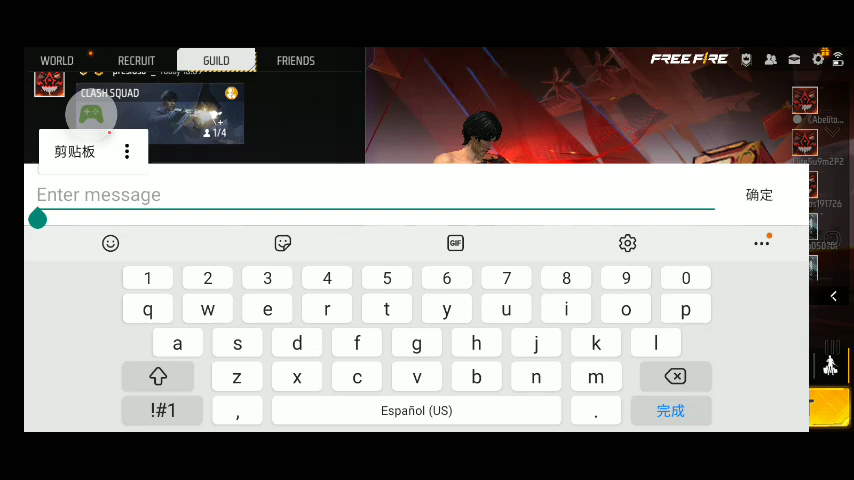 WORLD RECRUIT GUILD FRIENDS
FREE FIRE
CLASH SQUAD
1/4
剪贴板
Enter message
确定
GIF
1 2 3 4 5 6 7 8 9 0
q w e r t y u i o p
a s d f g h j k l
z x c v b n m
!#1 , Español (US) . 完成